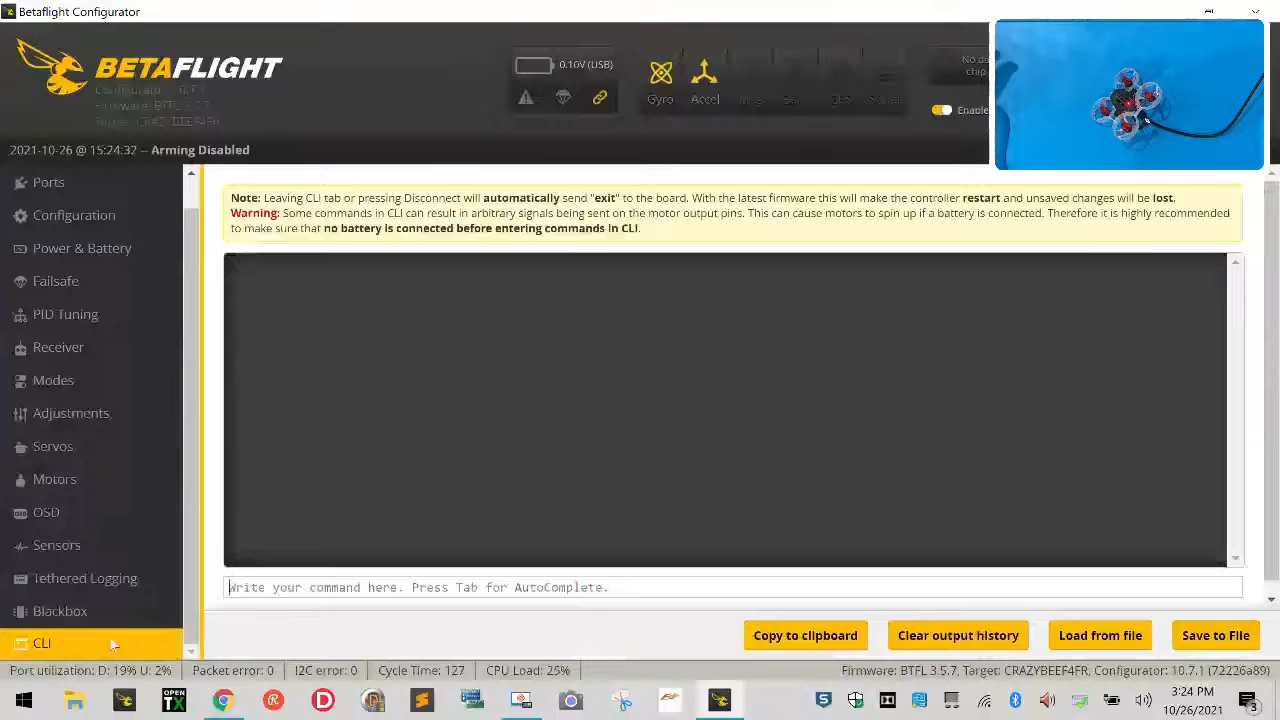 Betaflight Configurator
BETAFLIGHT
0.10V (USB)
Gyro
Accel
Enable
2021-10-26 @ 15:24:32 -- Arming Disabled
Ports
Configuration
Power & Battery
Failsafe
PID Tuning
Receiver
Modes
Adjustments
Servos
Motors
OSD
Sensors
Tethered Logging
Blackbox
CLI
Note: Leaving CLI tab or pressing Disconnect will automatically send "exit" to the board. With the latest firmware this will make the controller restart and unsaved changes will be lost.
Warning: Some commands in CLI can result in arbitrary signals being sent on the motor output pins. This can cause motors to spin up if a battery is connected. Therefore it is highly recommended
to make sure that no battery is connected before entering commands in CLI.
Write your command here. Press Tab for AutoComplete.
Copy to clipboard
Clear output history
Load from file
Save to File
Port utilization: D: 19% U: 2%
Packet error: 0
I2C error: 0
Cycle Time: 127
CPU Load: 25%
Firmware: BTFL 3.5.7, Target: CRAZYBEEF4FR, Configurator: 10.7.1 (72226a89)
OPEN
TX
3:24 PM
10/26/2021
3